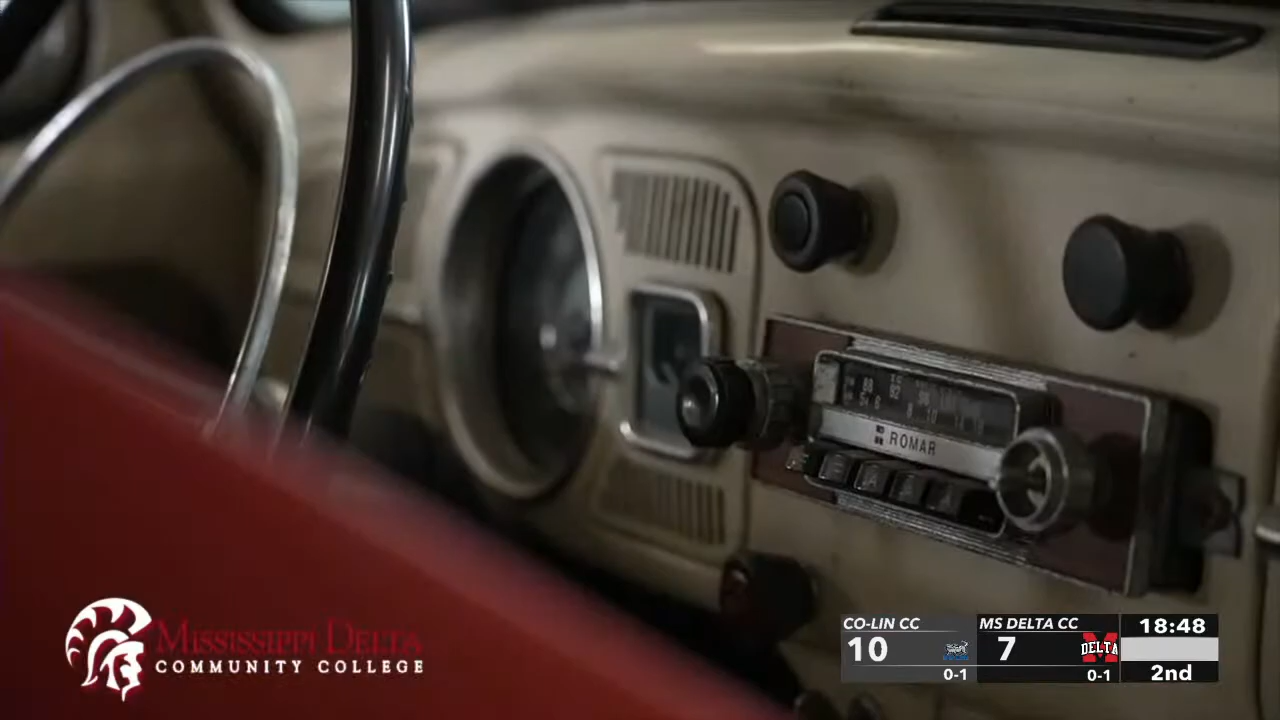 ROMAR
MISSISSIPPI DELTA
COMMUNITY COLLEGE
CO-LIN CC
10
0-1
MS DELTA CC
7
DELTA
0-1
18:48
2nd